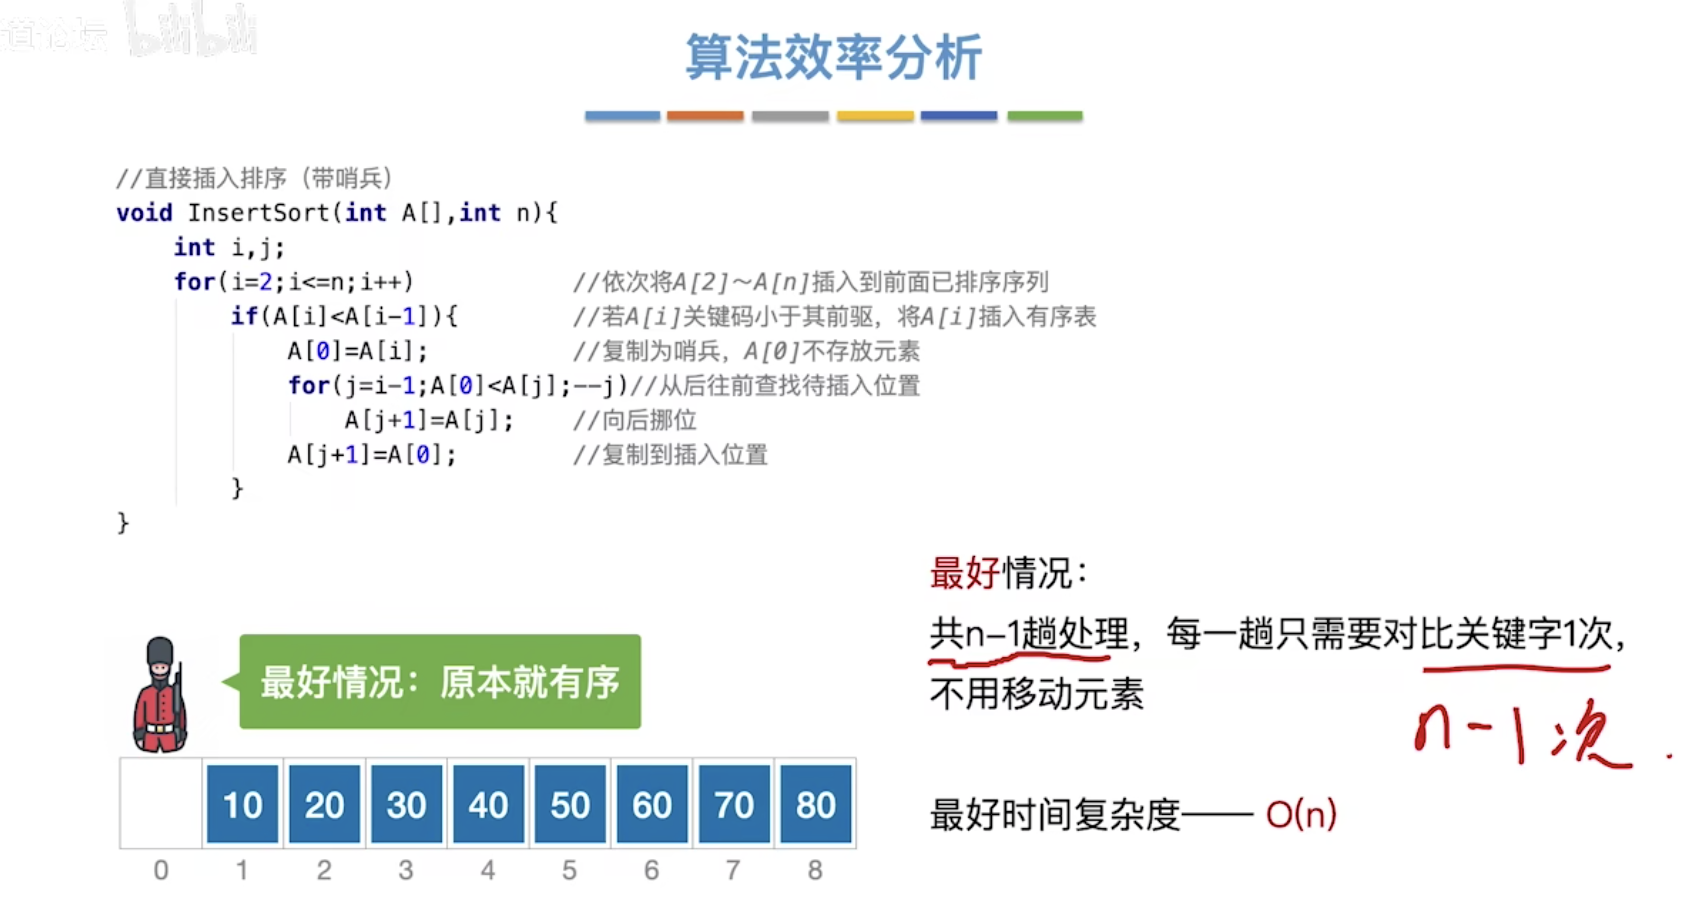 道论坛 bilibili
算法效率分析
//直接插入排序（带哨兵）
void InsertSort(int A[],int n){
int i,j;
for(i=2;i<=n;i++) //依次将A[2]～A[n]插入到前面已排序序列
if(A[i]<A[i-1]){ //若A[i]关键码小于其前驱，将A[i]插入有序表
A[0]=A[i]; //复制为哨兵，A[0]不存放元素
for(j=i-1;A[0]<A[j];--j)//从后往前查找待插入位置
A[j+1]=A[j]; //向后挪位
A[j+1]=A[0]; //复制到插入位置
}
}
最好情况：
共n-1趟处理，每一趟只需要对比关键字1次，
不用移动元素
n-1次.
最好时间复杂度—— O(n)
最好情况：原本就有序
10 20 30 40 50 60 70 80
0 1 2 3 4 5 6 7 8